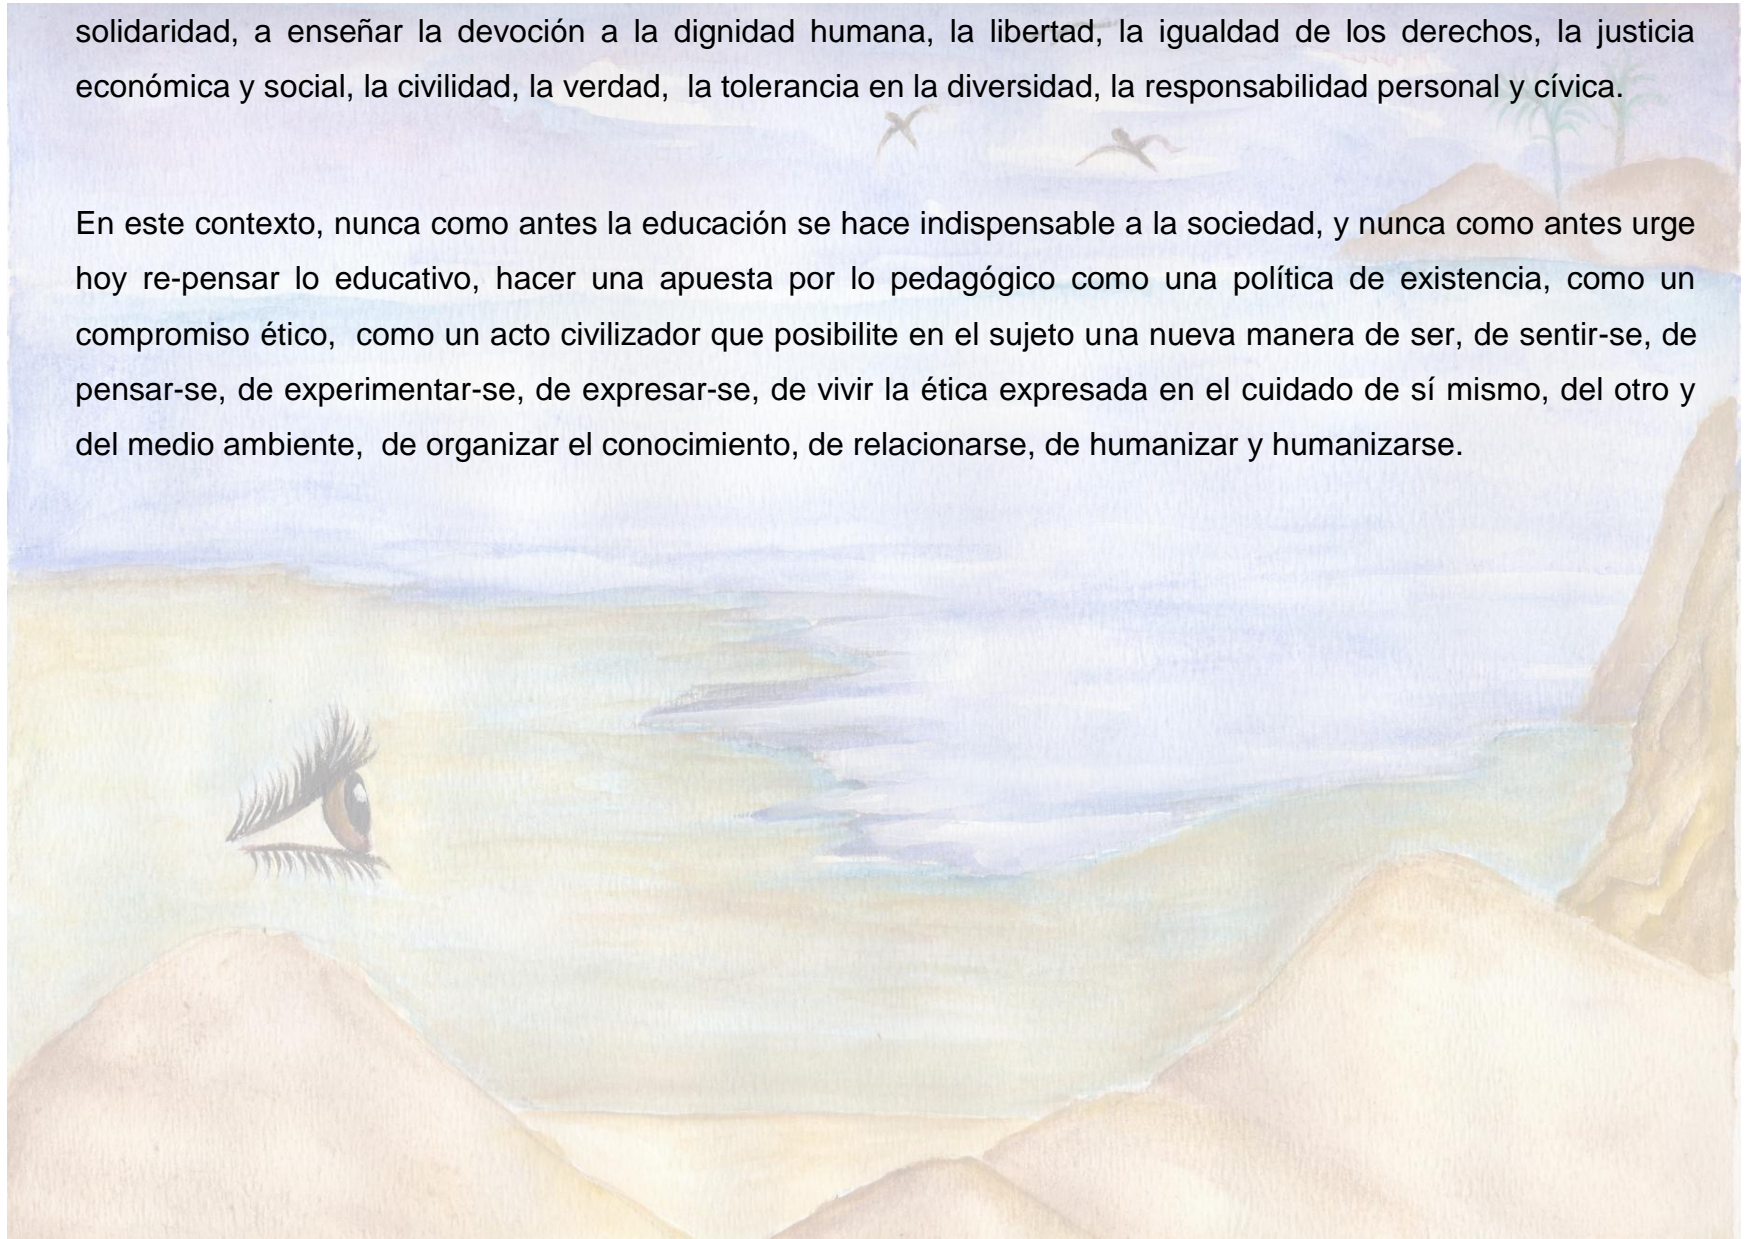 solidaridad, a enseñar la devoción a la dignidad humana, la libertad, la igualdad de los derechos, la justicia
económica y social, la civilidad, la verdad,  la tolerancia en la diversidad, la responsabilidad personal y cívica.
En este contexto, nunca como antes la educación se hace indispensable a la sociedad, y nunca como antes urge
hoy re-pensar lo educativo, hacer una apuesta por lo pedagógico como una política de existencia, como un
compromiso ético,  como un acto civilizador que posibilite en el sujeto una nueva manera de ser, de sentir-se, de
pensar-se, de experimentar-se, de expresar-se, de vivir la ética expresada en el cuidado de sí mismo, del otro y
del medio ambiente,  de organizar el conocimiento, de relacionarse, de humanizar y humanizarse.